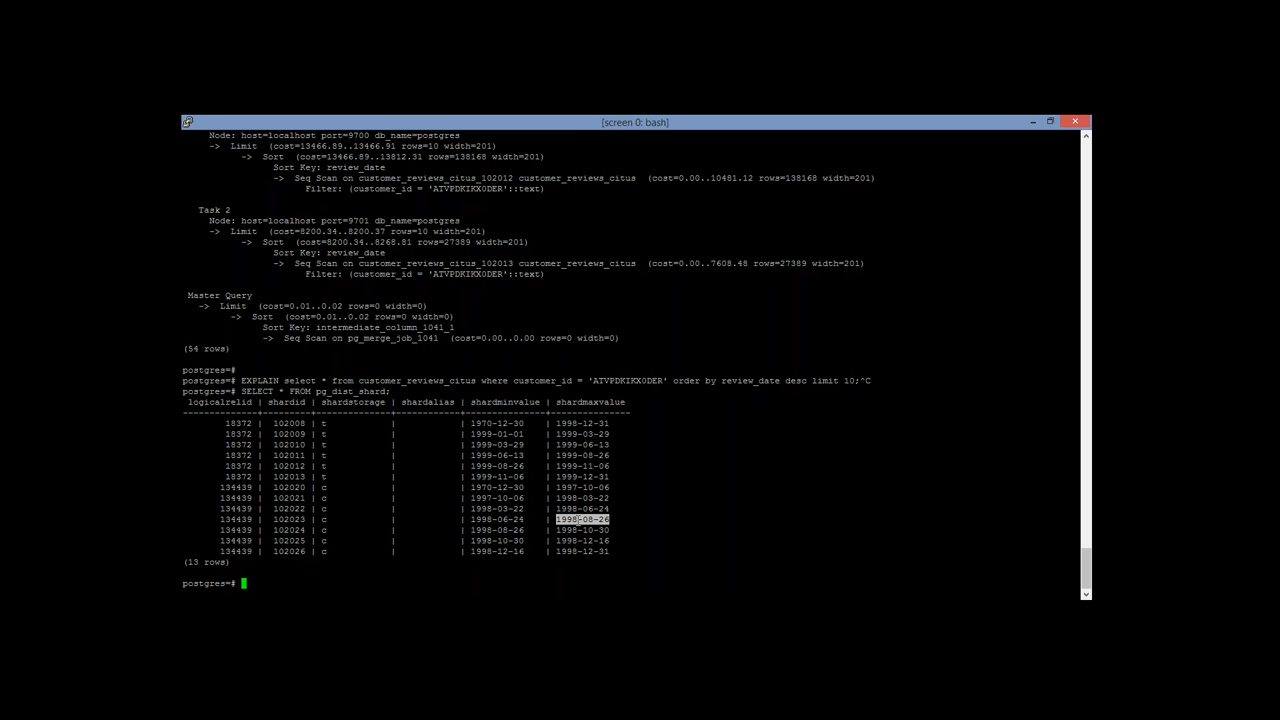 [screen 0: bash]
Node: host=localhost port=9700 db_name=postgres
-> Limit (cost=13466.89..13466.91 rows=10 width=201)
-> Sort (cost=13466.89..13812.31 rows=138168 width=201)
Sort Key: review_date
-> Seq Scan on customer_reviews_citus_102012 customer_reviews_citus (cost=0.00..10481.12 rows=138168 width=201)
Filter: (customer_id = 'ATVPDKIKX0DER'::text)
Task 2
Node: host=localhost port=9701 db_name=postgres
-> Limit (cost=8200.34..8200.37 rows=10 width=201)
-> Sort (cost=8200.34..8268.81 rows=27389 width=201)
Sort Key: review_date
-> Seq Scan on customer_reviews_citus_102013 customer_reviews_citus (cost=0.00..7608.48 rows=27389 width=201)
Filter: (customer_id = 'ATVPDKIKX0DER'::text)
Master Query
-> Limit (cost=0.01..0.02 rows=0 width=0)
-> Sort (cost=0.01..0.02 rows=0 width=0)
Sort Key: intermediate_column_1041_1
-> Seq Scan on pg_merge_job_1041 (cost=0.00..0.00 rows=0 width=0)
(54 rows)
postgres=#
postgres=# EXPLAIN select * from customer_reviews_citus where customer_id = 'ATVPDKIKX0DER' order by review_date desc limit 10;^C
postgres=# SELECT * FROM pg_dist_shard;
logicalrelid | shardid | shardstorage | shardalias | shardminvalue | shardmaxvalue
--------------+---------+--------------+------------+---------------+---------------
18372 | 102008 | t | | 1970-12-30 | 1998-12-31
18372 | 102009 | t | | 1999-01-01 | 1999-03-29
18372 | 102010 | t | | 1999-03-29 | 1999-06-13
18372 | 102011 | t | | 1999-06-13 | 1999-08-26
18372 | 102012 | t | | 1999-08-26 | 1999-11-06
18372 | 102013 | t | | 1999-11-06 | 1999-12-31
134439 | 102020 | c | | 1970-12-30 | 1997-10-06
134439 | 102021 | c | | 1997-10-06 | 1998-03-22
134439 | 102022 | c | | 1998-03-22 | 1998-06-24
134439 | 102023 | c | | 1998-06-24 | 1998-08-26
134439 | 102024 | c | | 1998-08-26 | 1998-10-30
134439 | 102025 | c | | 1998-10-30 | 1998-12-16
134439 | 102026 | c | | 1998-12-16 | 1998-12-31
(13 rows)
postgres=#